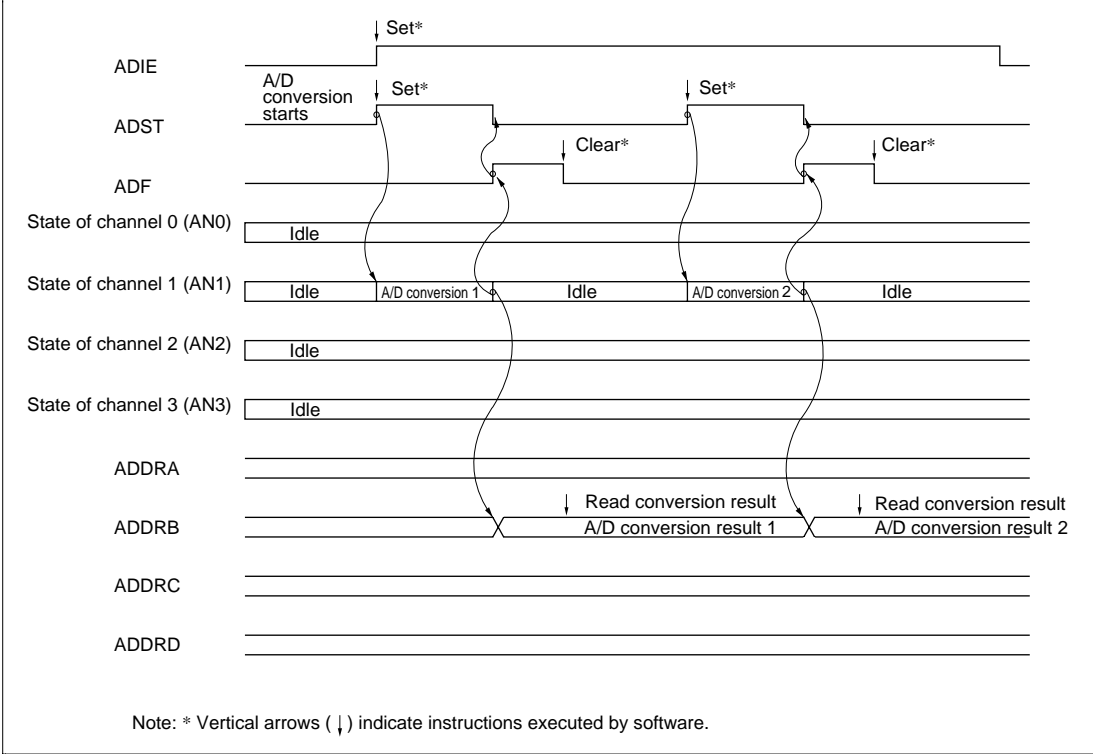 Set*
ADIE
A/D
conversion
starts
Set*
Set*
ADST
Clear*
Clear*
ADF
State of channel 0 (AN0)
Idle
State of channel 1 (AN1)
Idle
A/D conversion 1
Idle
A/D conversion 2
Idle
State of channel 2 (AN2)
Idle
State of channel 3 (AN3)
Idle
ADDRA
Read conversion result
Read conversion result
ADDRB
A/D conversion result 1
A/D conversion result 2
ADDRC
ADDRD
Note: * Vertical arrows (↓) indicate instructions executed by software.